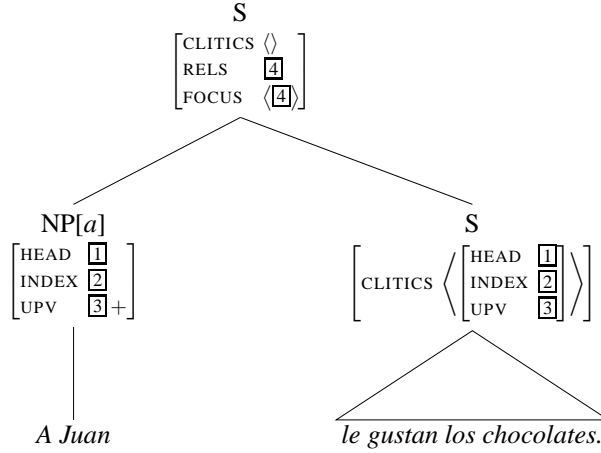 S
CLITICS ⟨⟩
RELS 4
FOCUS ⟨4⟩
NP[a]
HEAD 1
INDEX 2
UPV 3 +
S
CLITICS ⟨ HEAD 1
INDEX 2
UPV 3 ⟩
A Juan
le gustan los chocolates.